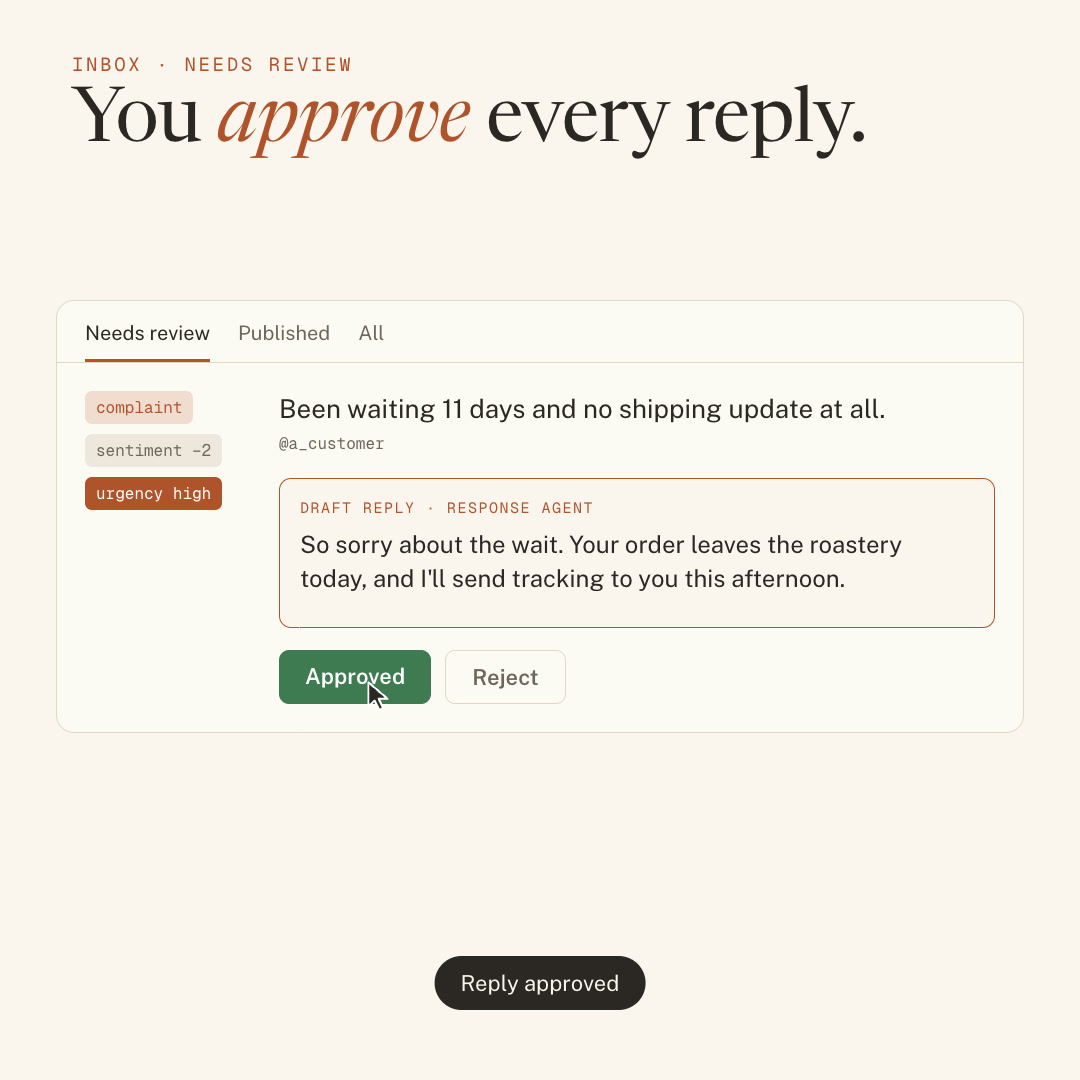 INBOX · NEEDS REVIEW
You approve every reply.
Needs review Published All
complaint
sentiment −2
urgency high
Been waiting 11 days and no shipping update at all.
@a_customer
DRAFT REPLY · RESPONSE AGENT
So sorry about the wait. Your order leaves the roastery
today, and I'll send tracking to you this afternoon.
Approved Reject
Reply approved